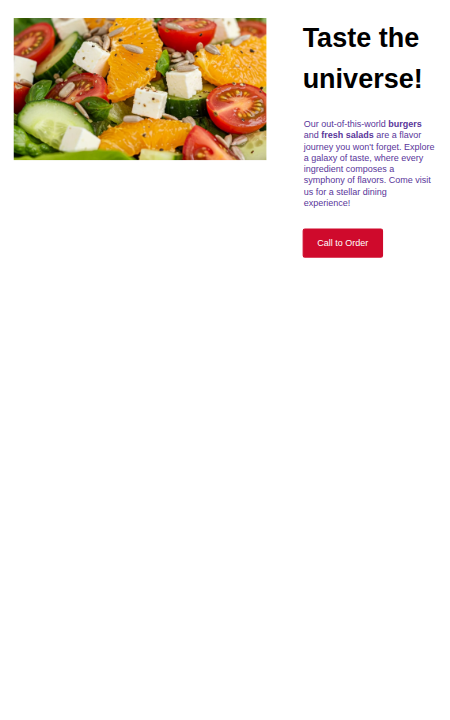 Taste the
universe!
Our out-of-this-world burgers
and fresh salads are a flavor
journey you won't forget. Explore
a galaxy of taste, where every
ingredient composes a
symphony of flavors. Come visit
us for a stellar dining
experience!
Call to Order